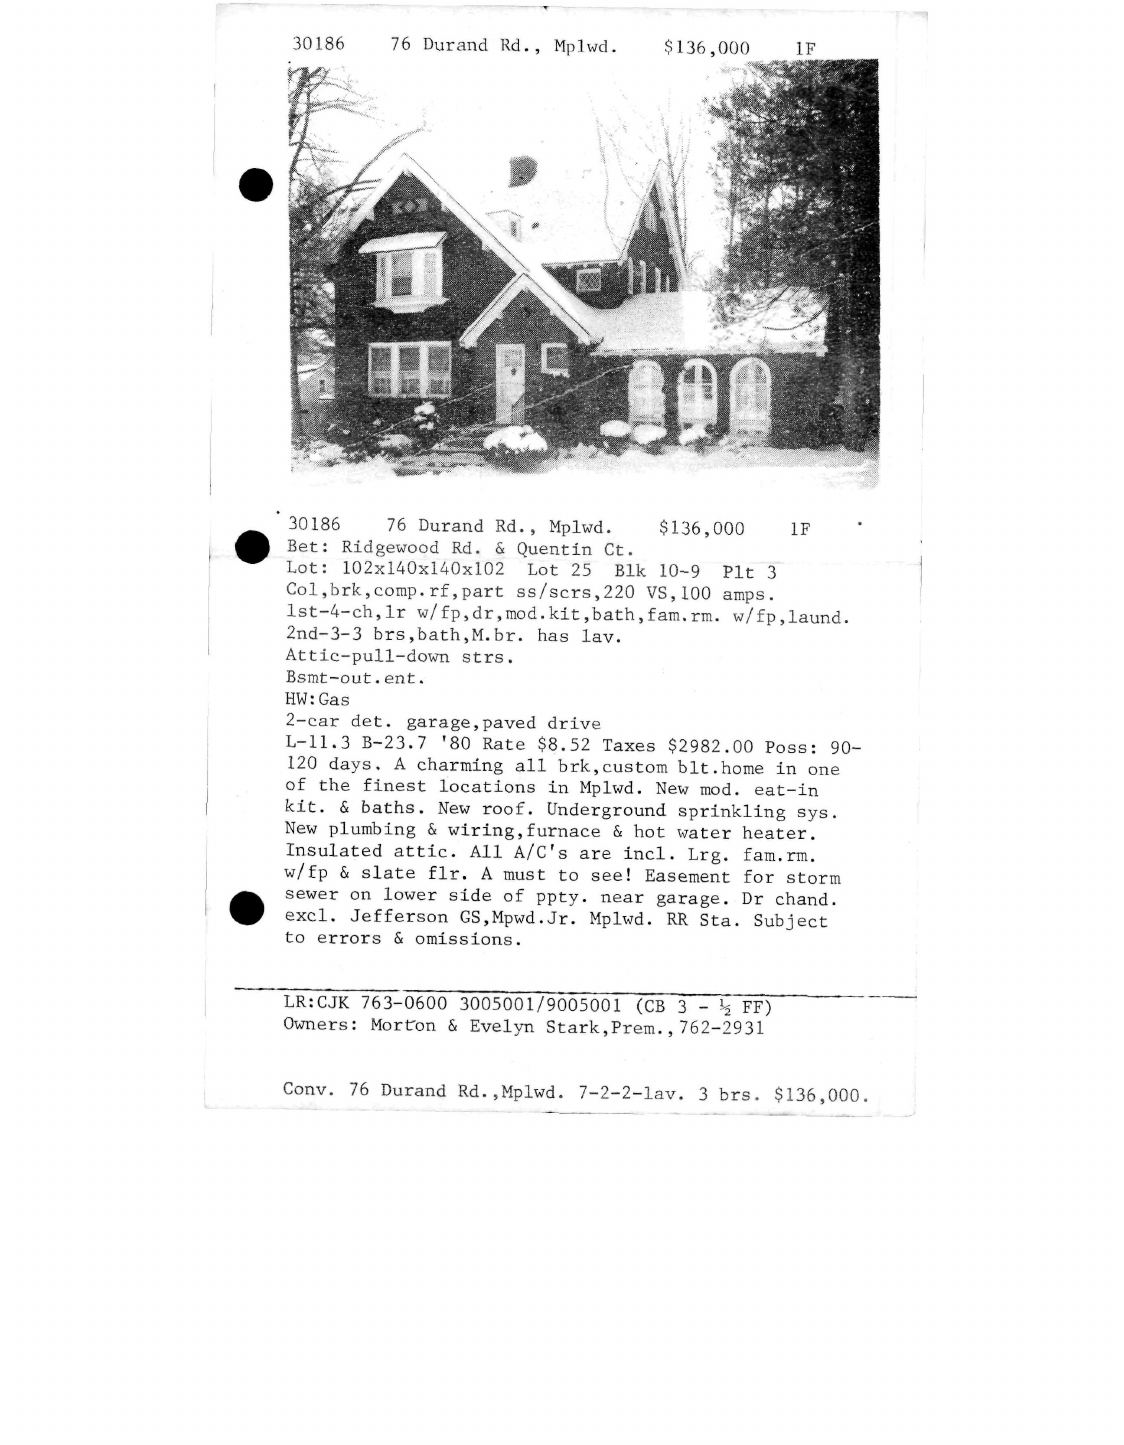 30186 76 Durand Rd., Mplwd. $136,000 1F
30186 76 Durand Rd., Mplwd. $136,000 1F
Bet: Ridgewood Rd. & Quentin Ct.
Lot: 102x140x140x102 Lot 25 Blk 10-9 Plt 3
Col,brk,comp.rf,part ss/scrs,220 VS,100 amps.
1st-4-ch,lr w/fp,dr,mod.kit,bath,fam.rm. w/fp,laund.
2nd-3-3 brs,bath,M.br. has lav.
Attic-pull-down strs.
Bsmt-out.ent.
HW:Gas
2-car det. garage,paved drive
L-11.3 B-23.7 '80 Rate $8.52 Taxes $2982.00 Poss: 90-
120 days. A charming all brk,custom blt.home in one
of the finest locations in Mplwd. New mod. eat-in
kit. & baths. New roof. Underground sprinkling sys.
New plumbing & wiring,furnace & hot water heater.
Insulated attic. All A/C's are incl. Lrg. fam.rm.
w/fp & slate flr. A must to see! Easement for storm
sewer on lower side of ppty. near garage. Dr chand.
excl. Jefferson GS,Mpwd.Jr. Mplwd. RR Sta. Subject
to errors & omissions.
LR:CJK 763-0600 3005001/9005001 (CB 3 - ½ FF)
Owners: Morton & Evelyn Stark,Prem.,762-2931
Conv. 76 Durand Rd.,Mplwd. 7-2-2-lav. 3 brs. $136,000.